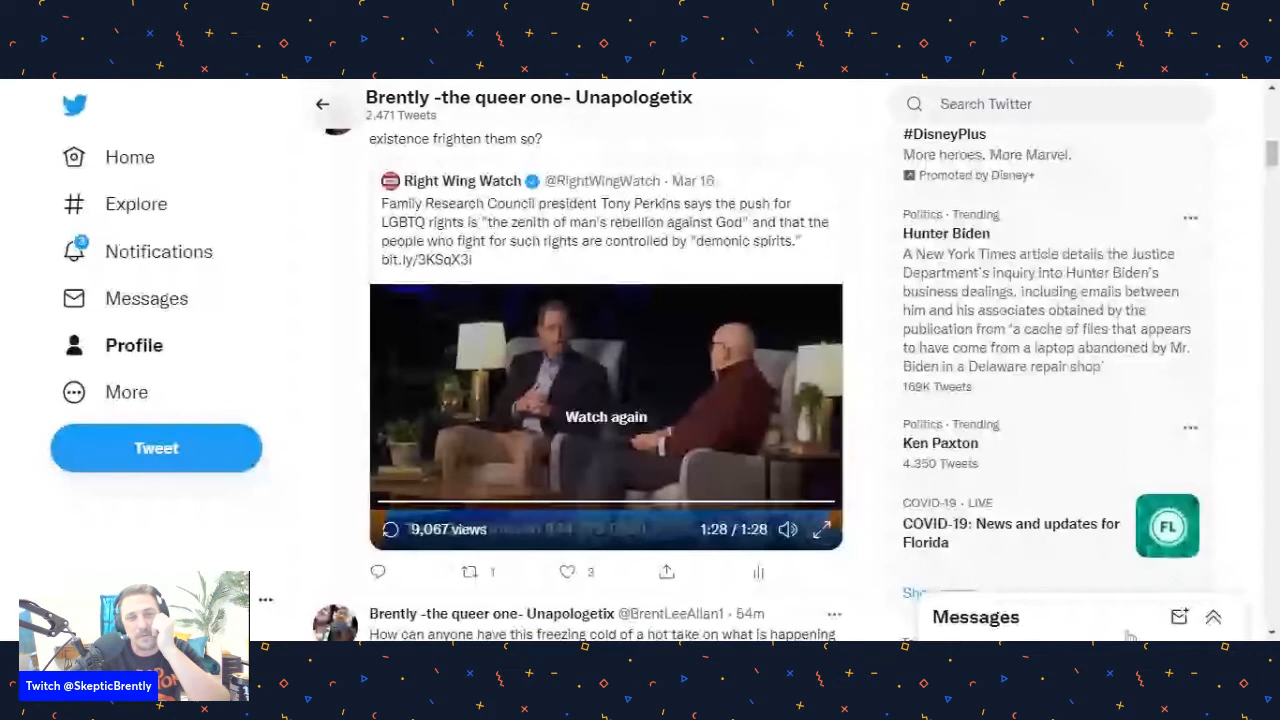 Home
Explore
3
Notifications
Messages
Profile
More
Tweet
Brently -the queer one- Unapologetix
2,471 Tweets
existence frighten them so?
Right Wing Watch @RightWingWatch · Mar 16
Family Research Council president Tony Perkins says the push for
LGBTQ rights is "the zenith of man's rebellion against God" and that the
people who fight for such rights are controlled by "demonic spirits."
bit.ly/3KSqX3i
Watch again
9,067 views
1:28 / 1:28
1
3
Brently -the queer one- Unapologetix @BrentLeeAllan1 · 54m
How can anyone have this freezing cold of a hot take on what is happening
Search Twitter
#DisneyPlus
More heroes. More Marvel.
Promoted by Disney+
Politics · Trending
Hunter Biden
A New York Times article details the Justice
Department's inquiry into Hunter Biden's
business dealings, including emails between
him and his associates obtained by the
publication from 'a cache of files that appears
to have come from a laptop abandoned by Mr.
Biden in a Delaware repair shop'
169K Tweets
Politics · Trending
Ken Paxton
4,350 Tweets
COVID-19 · LIVE
COVID-19: News and updates for
Florida
FL
Messages
Twitch @SkepticBrently